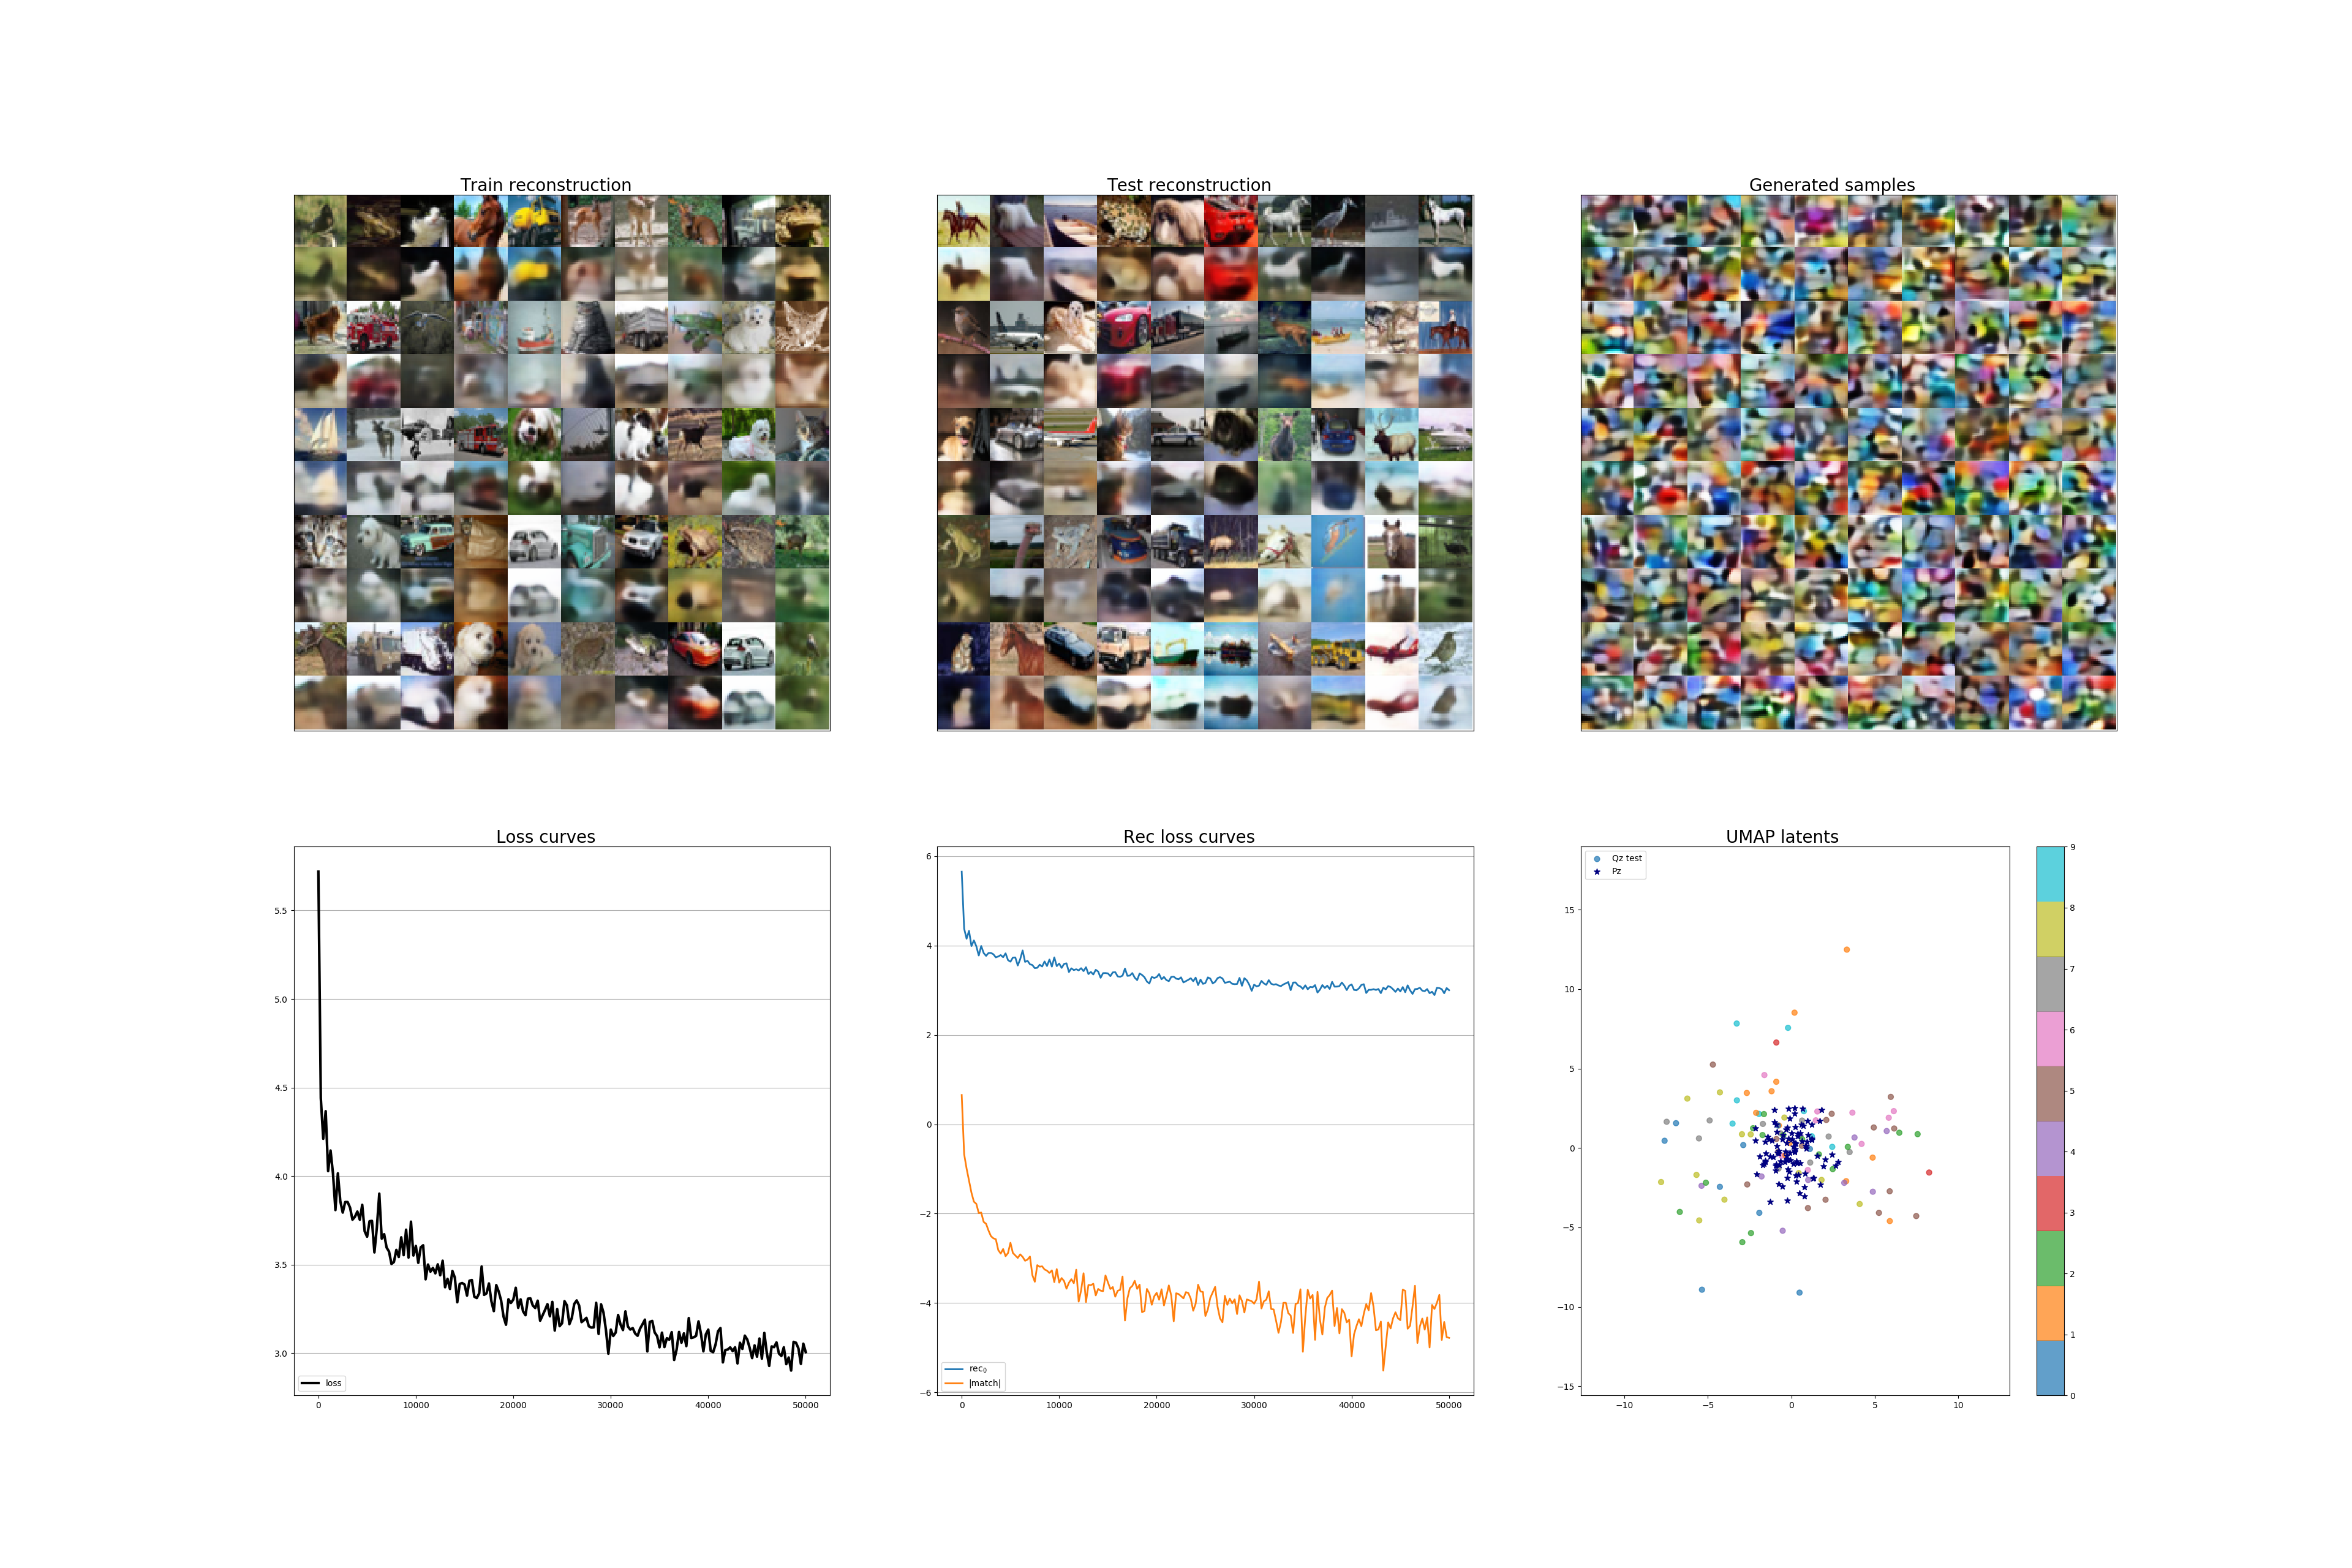 Train reconstruction
Test reconstruction
Generated samples
Loss curves
5.5
5.0
4.5
4.0
3.5
3.0
loss
0 10000 20000 30000 40000 50000
Rec loss curves
6
4
2
0
−2
−4
−6
rec₀
|match|
0 10000 20000 30000 40000 50000
UMAP latents
Qz test
Pz
15
10
5
0
−5
−10
−15
−10 −5 0 5 10
9
8
7
6
5
4
3
2
1
0